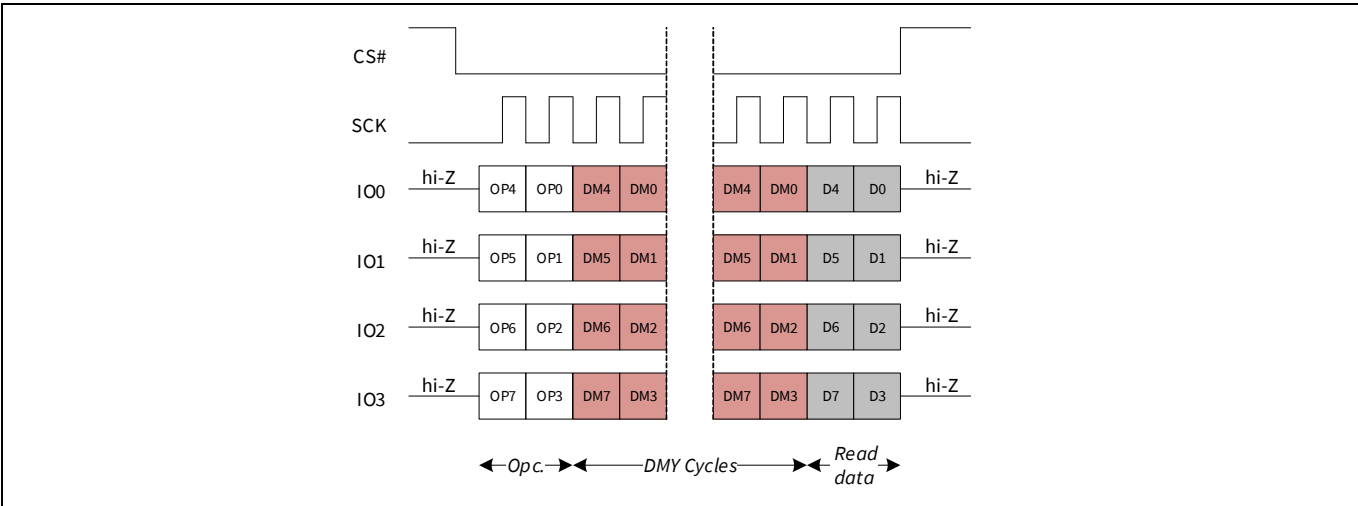 CS#
SCK
IO0 hi-Z OP4 OP0 DM4 DM0 DM4 DM0 D4 D0 hi-Z
IO1 hi-Z OP5 OP1 DM5 DM1 DM5 DM1 D5 D1 hi-Z
IO2 hi-Z OP6 OP2 DM6 DM2 DM6 DM2 D6 D2 hi-Z
IO3 hi-Z OP7 OP3 DM7 DM3 DM7 DM3 D7 D3 hi-Z
Opc. DMY Cycles Read
data